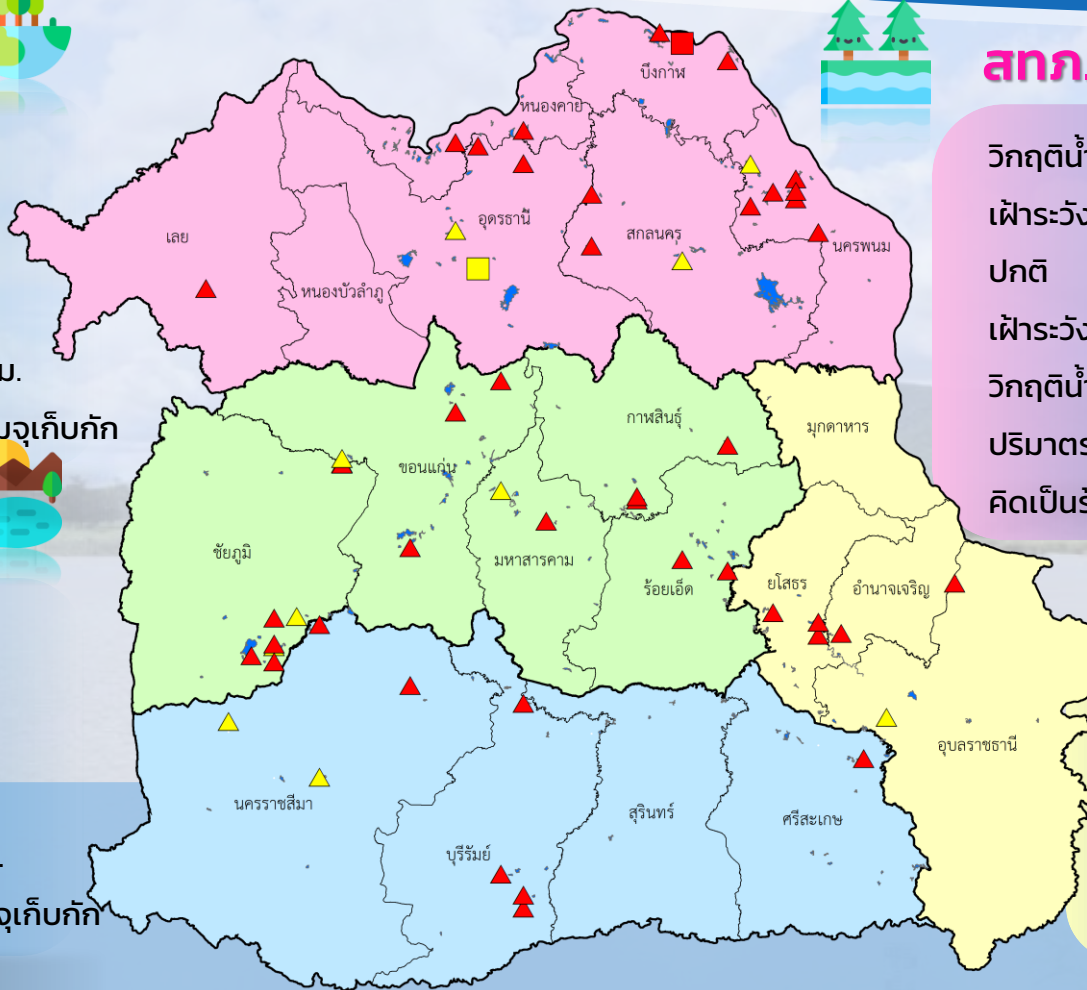 สทภ.
วิกฤติน้ำ
เฝ้าระวัง
ปกติ
เฝ้าระวัง
วิกฤติน้ำ
ปริมาตร
คิดเป็นร้
ม.
มจุเก็บกัก
.
จุเก็บกัก
บึงกาฬ
หนองคาย
เลย
อุดรธานี
สกลนคร
นครพนม
หนองบัวลำภู
กาฬสินธุ์
มุกดาหาร
ขอนแก่น
ชัยภูมิ
มหาสารคาม
ร้อยเอ็ด
ยโสธร
อำนาจเจริญ
อุบลราชธานี
นครราชสีมา
สุรินทร์
ศรีสะเกษ
บุรีรัมย์